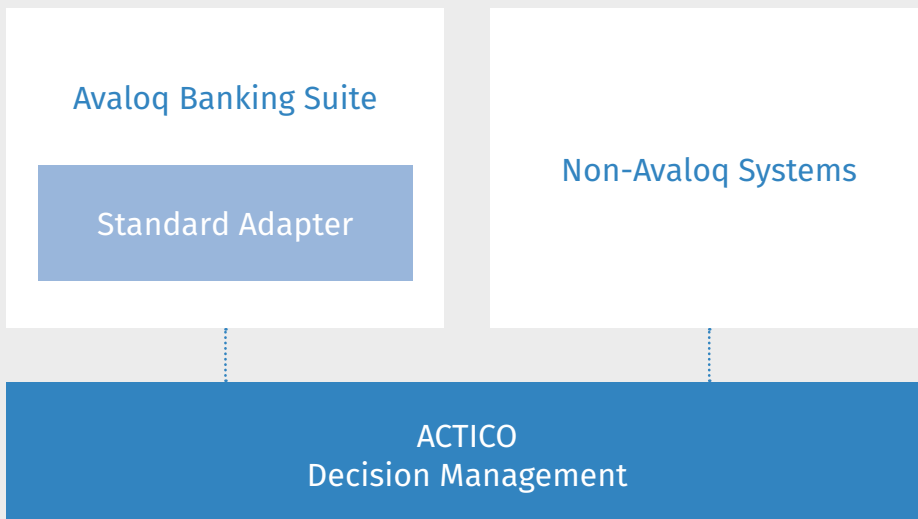 Avaloq Banking Suite
Standard Adapter
Non-Avaloq Systems
ACTICO
Decision Management